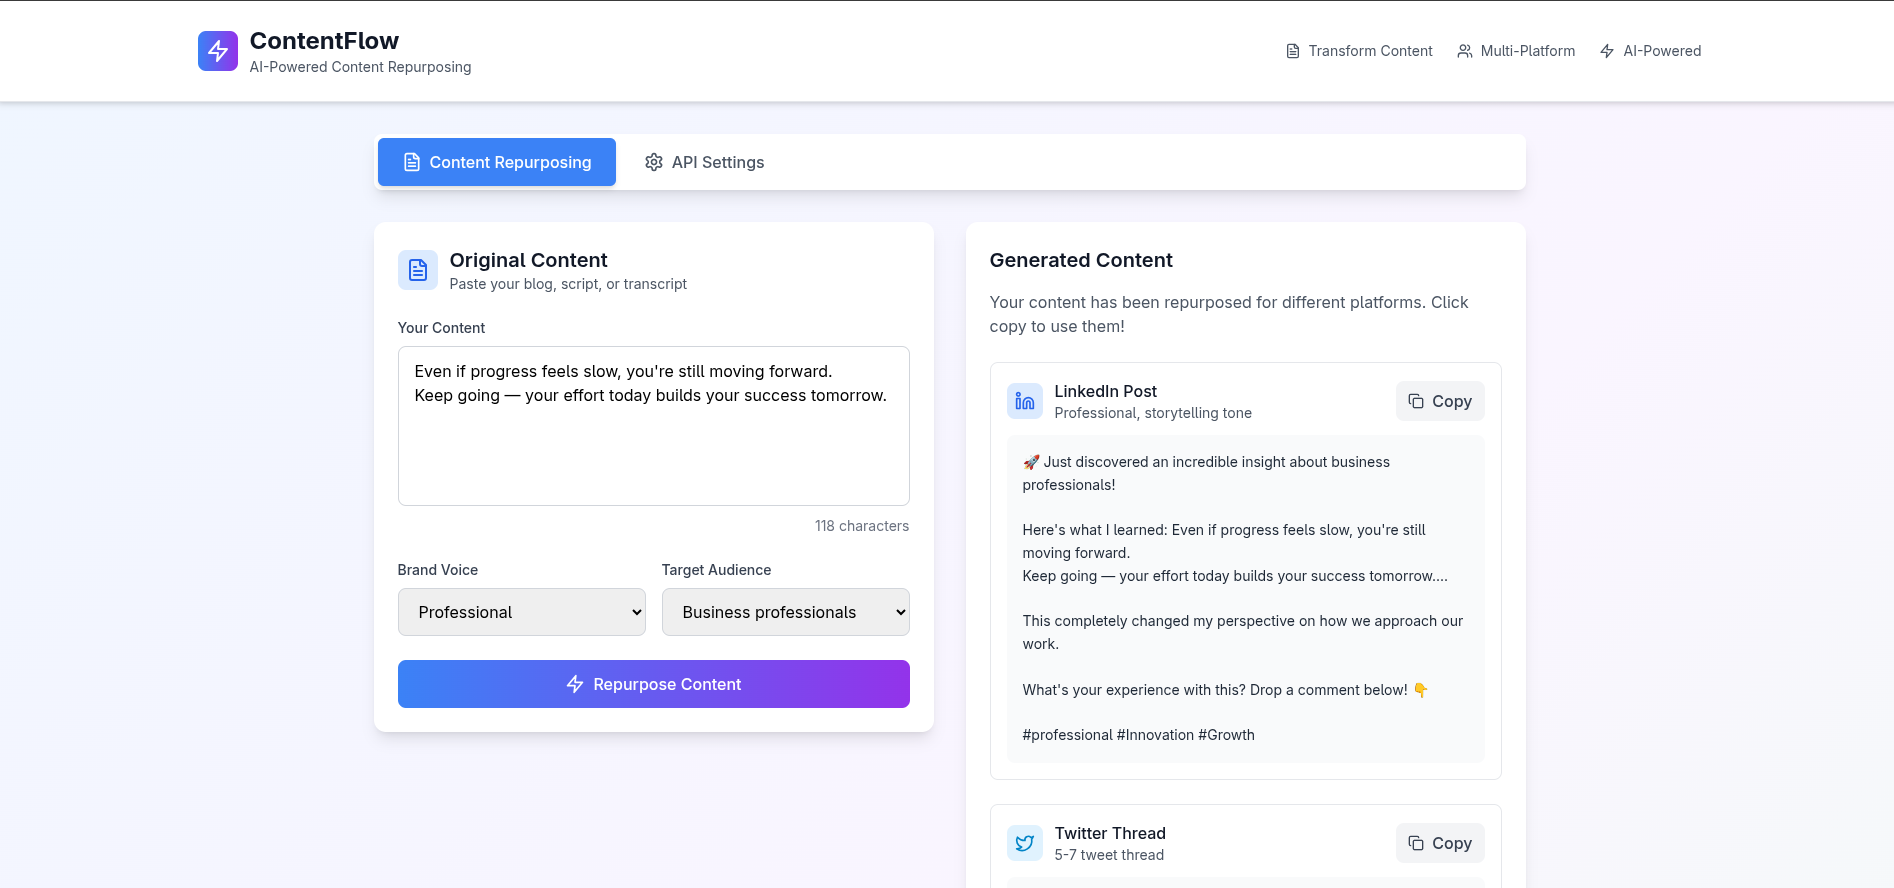 ContentFlow
AI-Powered Content Repurposing
Transform Content
Multi-Platform
AI-Powered
Content Repurposing
API Settings
Original Content
Paste your blog, script, or transcript
Your Content
Even if progress feels slow, you're still moving forward.
Keep going — your effort today builds your success tomorrow.
118 characters
Brand Voice
Target Audience
Professional
Business professionals
Repurpose Content
Generated Content
Your content has been repurposed for different platforms. Click
copy to use them!
LinkedIn Post
Professional, storytelling tone
Copy
🚀 Just discovered an incredible insight about business
professionals!
Here's what I learned: Even if progress feels slow, you're still
moving forward.
Keep going — your effort today builds your success tomorrow....
This completely changed my perspective on how we approach our
work.
What's your experience with this? Drop a comment below! 👇
#professional #Innovation #Growth
Twitter Thread
5-7 tweet thread
Copy